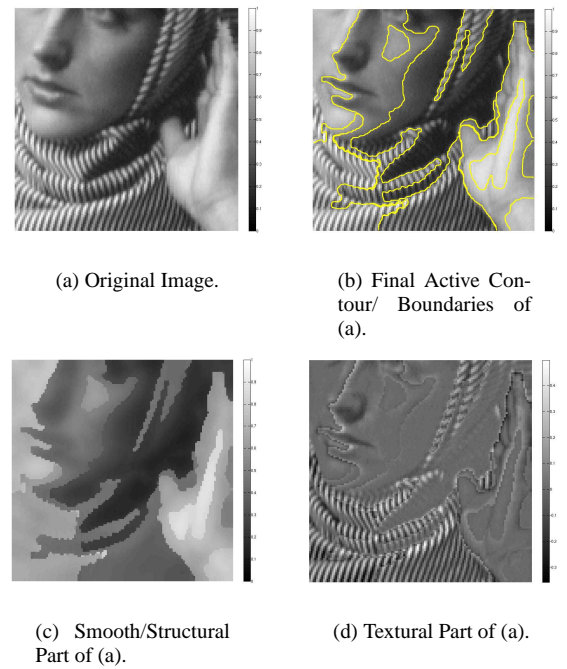 (a) Original Image.
(b) Final Active Con-
tour/ Boundaries of
(a).
(c) Smooth/Structural
Part of (a).
(d) Textural Part of (a).